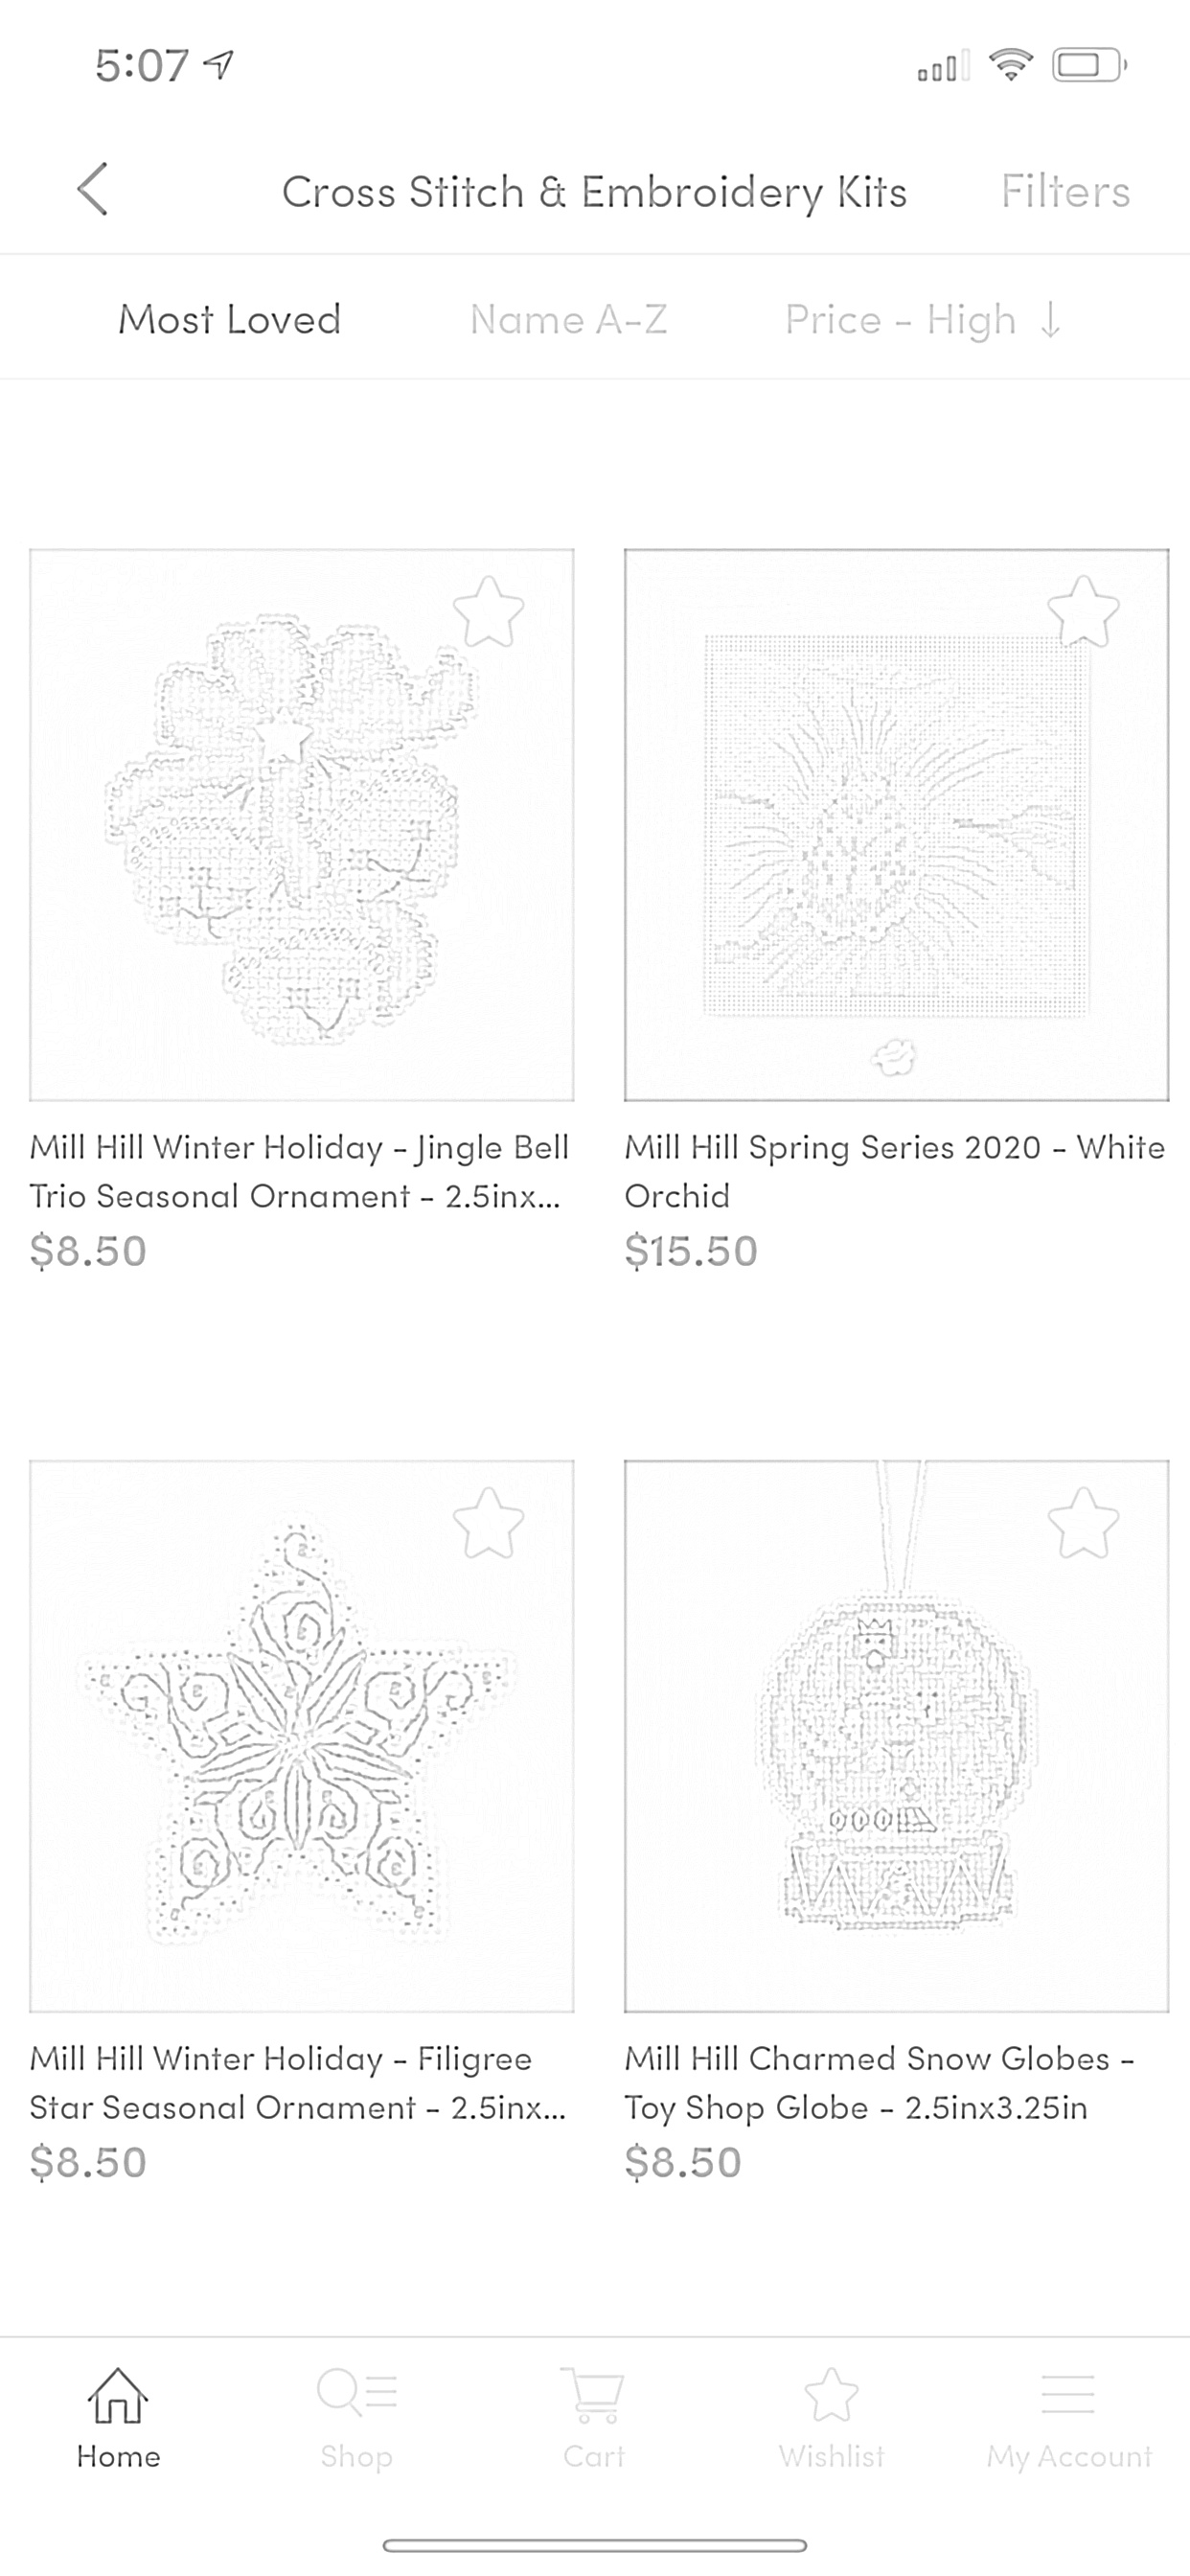 5:07
Cross Stitch & Embroidery Kits Filters
Most Loved Name A-Z Price - High ↓
Mill Hill Winter Holiday - Jingle Bell
Trio Seasonal Ornament - 2.5inx...
$8.50
Mill Hill Spring Series 2020 - White
Orchid
$15.50
Mill Hill Winter Holiday - Filigree
Star Seasonal Ornament - 2.5inx...
$8.50
Mill Hill Charmed Snow Globes -
Toy Shop Globe - 2.5inx3.25in
$8.50
Home Shop Cart Wishlist My Account